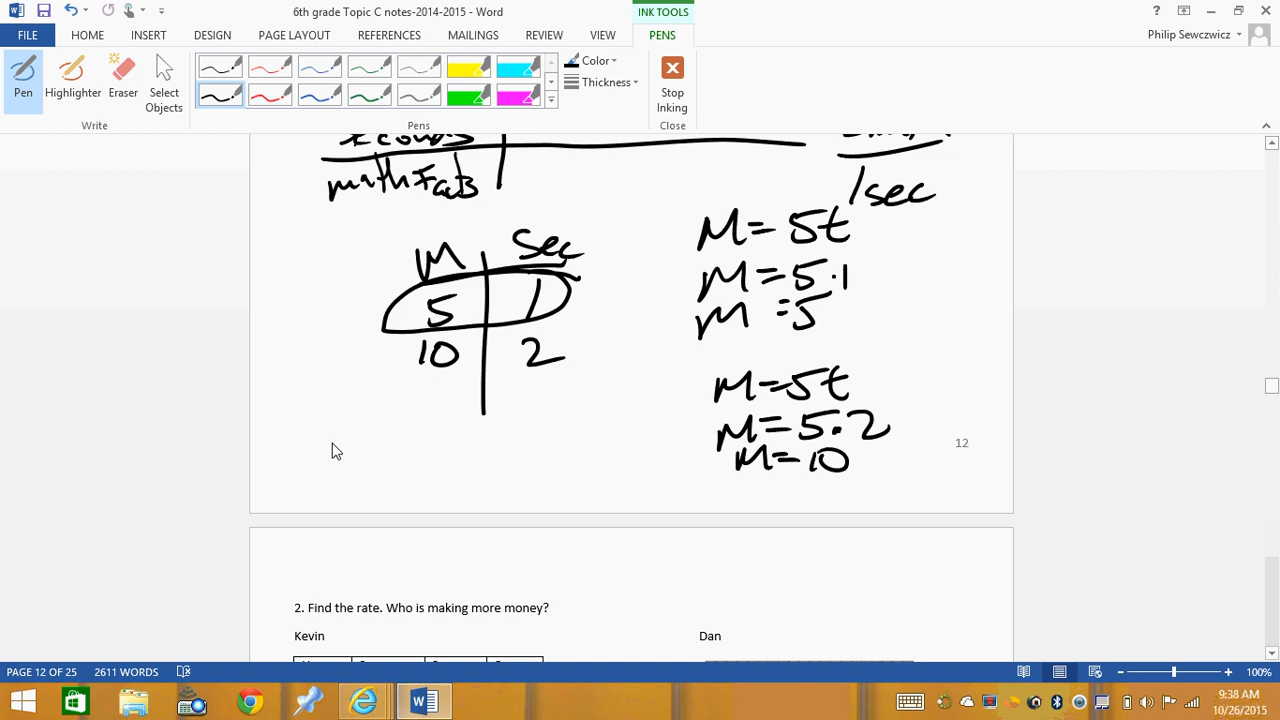 6th grade Topic C notes-2014-2015 - Word
INK TOOLS
FILE HOME INSERT DESIGN PAGE LAYOUT REFERENCES MAILINGS REVIEW VIEW PENS
Philip Sewczwicz
Pen Highlighter Eraser Select Objects
Color
Thickness
Stop Inking
Write Pens Close
math Facts
/sec
M Sec
5 1
10 2
M = 5t
M = 5·1
M = 5
M = 5t
M = 5·2
M = 10
12
2. Find the rate. Who is making more money?
Kevin Dan
PAGE 12 OF 25 2611 WORDS
100%
9:38 AM
10/26/2015